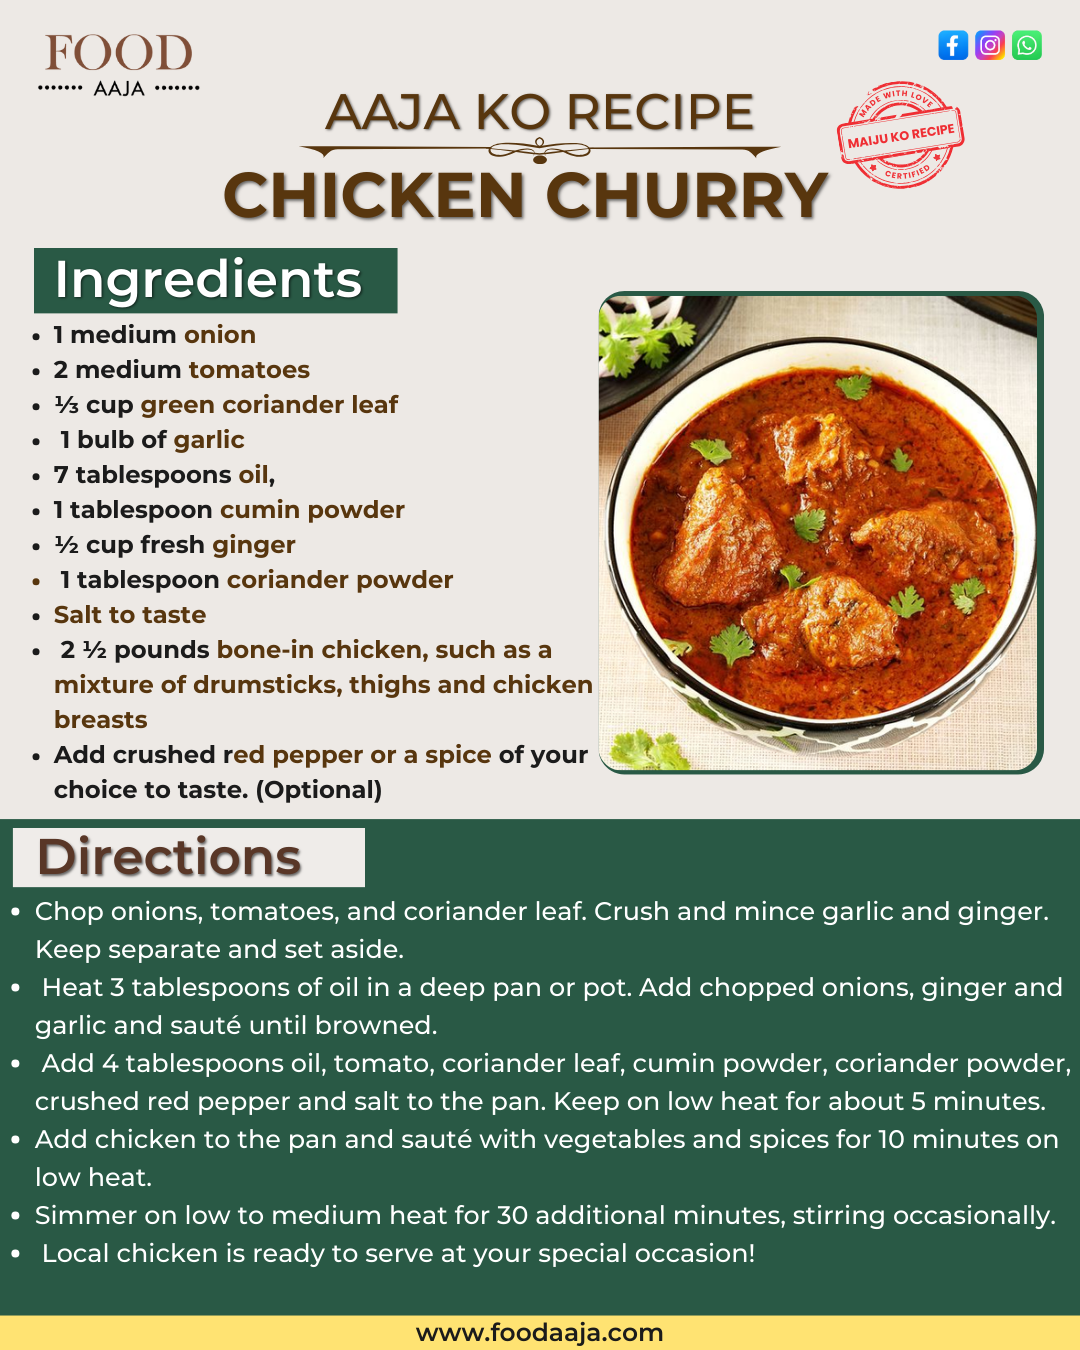 FOOD
AAJA
AAJA KO RECIPE
MADE WITH LOVE
MAIJU KO RECIPE
CERTIFIED
CHICKEN CHURRY
Ingredients
• 1 medium onion
• 2 medium tomatoes
• ⅓ cup green coriander leaf
• 1 bulb of garlic
• 7 tablespoons oil,
• 1 tablespoon cumin powder
• ½ cup fresh ginger
• 1 tablespoon coriander powder
• Salt to taste
• 2 ½ pounds bone-in chicken, such as a
mixture of drumsticks, thighs and chicken
breasts
• Add crushed red pepper or a spice of your
choice to taste. (Optional)
Directions
• Chop onions, tomatoes, and coriander leaf. Crush and mince garlic and ginger.
Keep separate and set aside.
• Heat 3 tablespoons of oil in a deep pan or pot. Add chopped onions, ginger and
garlic and sauté until browned.
• Add 4 tablespoons oil, tomato, coriander leaf, cumin powder, coriander powder,
crushed red pepper and salt to the pan. Keep on low heat for about 5 minutes.
• Add chicken to the pan and sauté with vegetables and spices for 10 minutes on
low heat.
• Simmer on low to medium heat for 30 additional minutes, stirring occasionally.
• Local chicken is ready to serve at your special occasion!
www.foodaaja.com